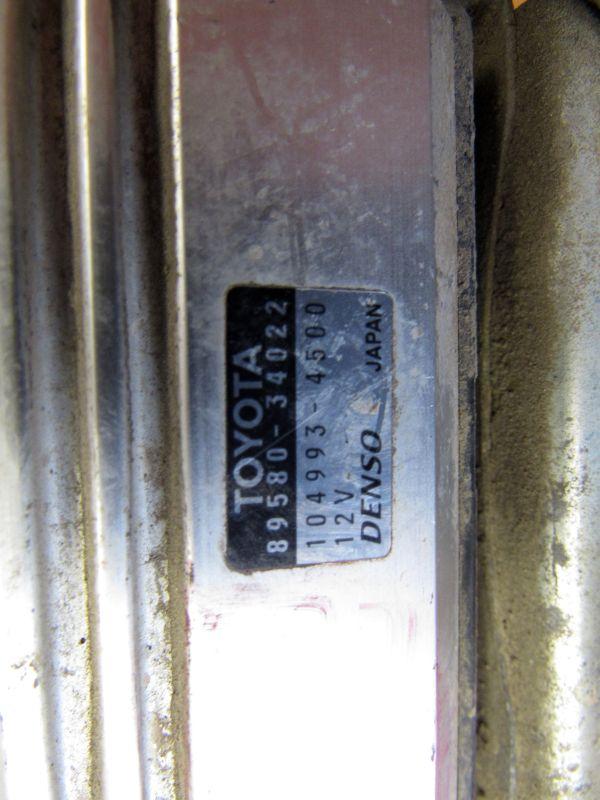 TOYOTA
89580-34022
104993-4500
12V
DENSO JAPAN